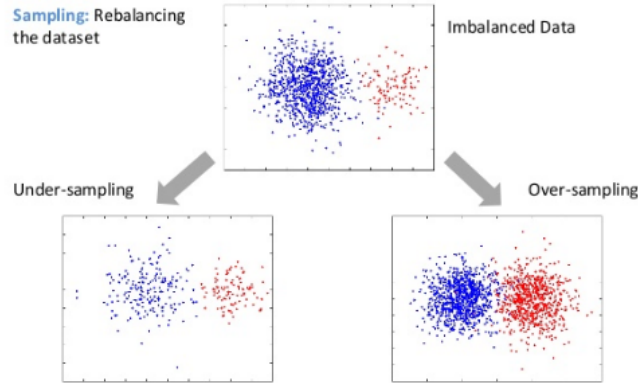 Sampling: Rebalancing
the dataset
Imbalanced Data
Under-sampling
Over-sampling